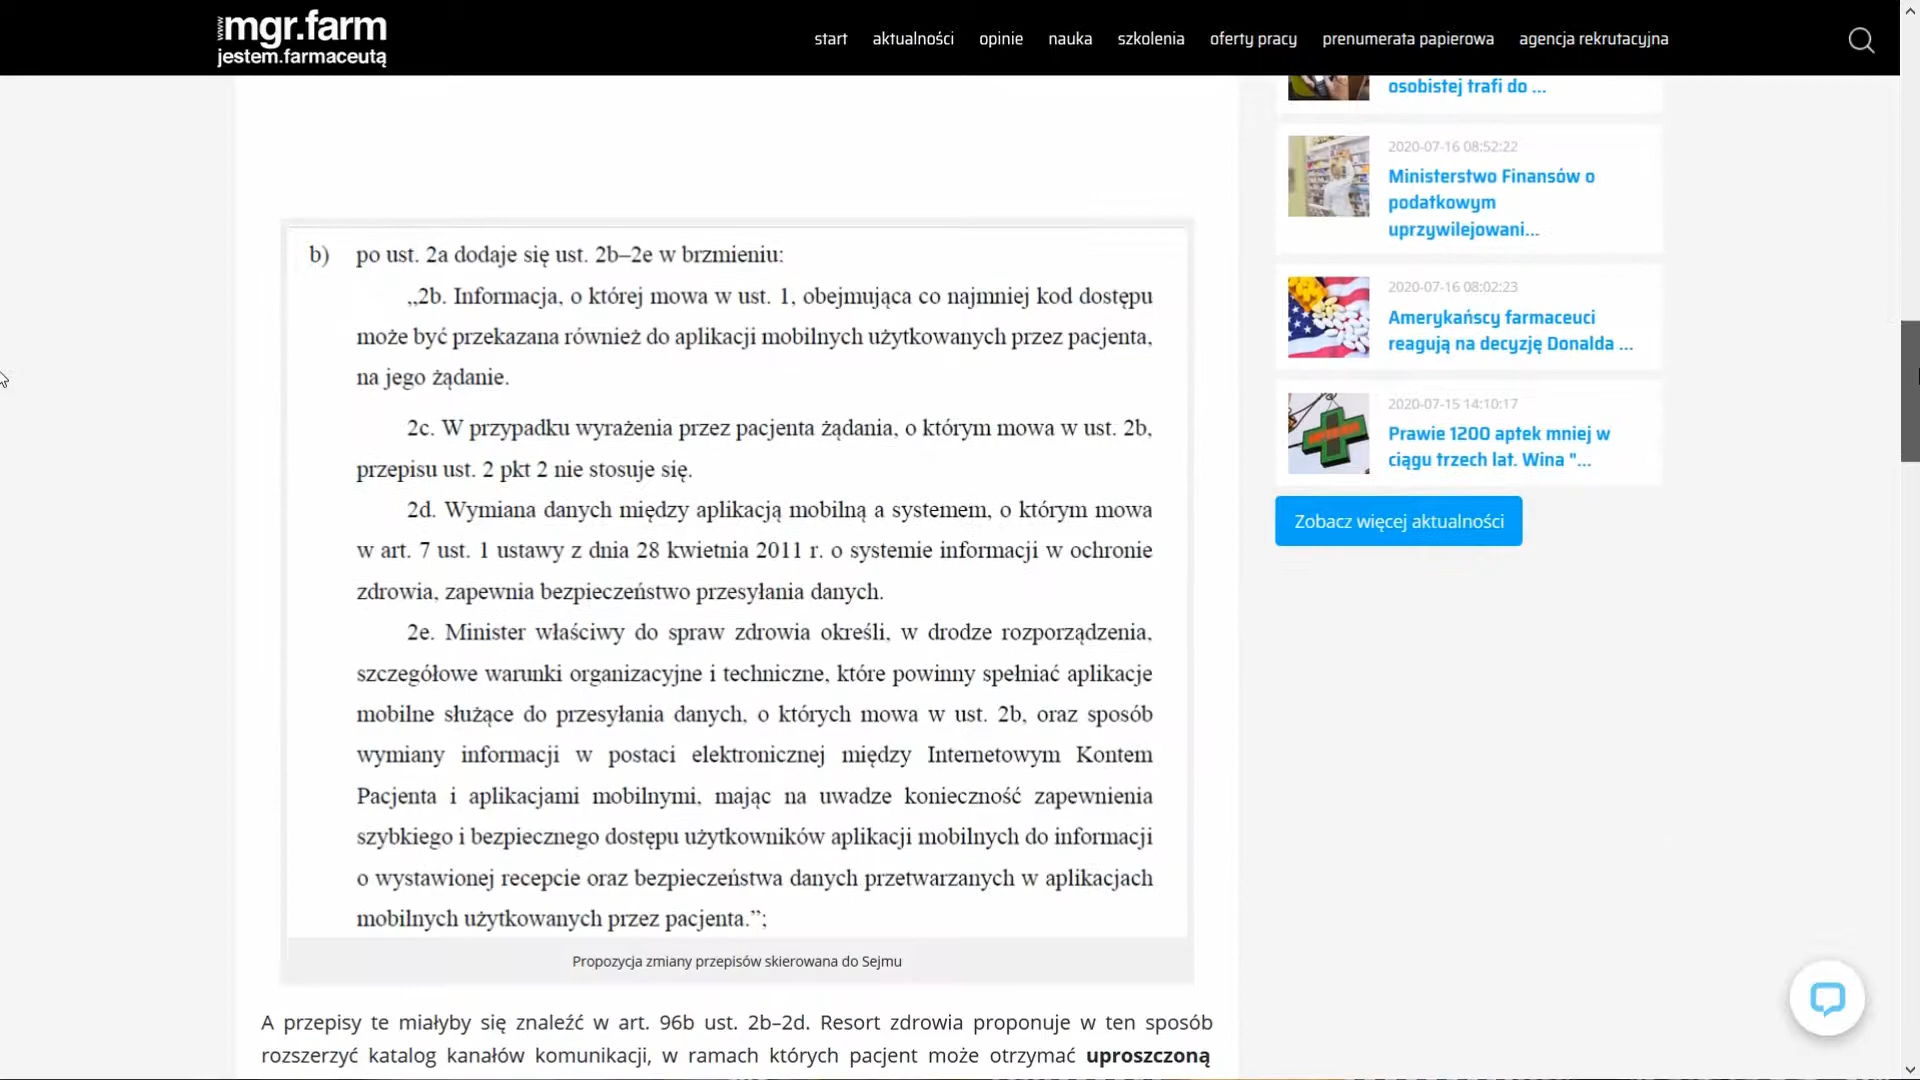 www
mgr.farm
jestem.farmaceutą
start aktualności opinie nauka szkolenia oferty pracy prenumerata papierowa agencja rekrutacyjna
b) po ust. 2a dodaje się ust. 2b–2e w brzmieniu:
„2b. Informacja, o której mowa w ust. 1, obejmująca co najmniej kod dostępu
może być przekazana również do aplikacji mobilnych użytkowanych przez pacjenta,
na jego żądanie.
2c. W przypadku wyrażenia przez pacjenta żądania, o którym mowa w ust. 2b,
przepisu ust. 2 pkt 2 nie stosuje się.
2d. Wymiana danych między aplikacją mobilną a systemem, o którym mowa
w art. 7 ust. 1 ustawy z dnia 28 kwietnia 2011 r. o systemie informacji w ochronie
zdrowia, zapewnia bezpieczeństwo przesyłania danych.
2e. Minister właściwy do spraw zdrowia określi, w drodze rozporządzenia,
szczegółowe warunki organizacyjne i techniczne, które powinny spełniać aplikacje
mobilne służące do przesyłania danych, o których mowa w ust. 2b, oraz sposób
wymiany informacji w postaci elektronicznej między Internetowym Kontem
Pacjenta i aplikacjami mobilnymi, mając na uwadze konieczność zapewnienia
szybkiego i bezpiecznego dostępu użytkowników aplikacji mobilnych do informacji
o wystawionej recepcie oraz bezpieczeństwa danych przetwarzanych w aplikacjach
mobilnych użytkowanych przez pacjenta.”;
Propozycja zmiany przepisów skierowana do Sejmu
A przepisy te miałyby się znaleźć w art. 96b ust. 2b–2d. Resort zdrowia proponuje w ten sposób
rozszerzyć katalog kanałów komunikacji, w ramach których pacjent może otrzymać uproszczoną
osobistej trafi do ...
2020-07-16 08:52:22
Ministerstwo Finansów o
podatkowym
uprzywilejowani...
2020-07-16 08:02:23
Amerykańscy farmaceuci
reagują na decyzję Donalda ...
2020-07-15 14:10:17
Prawie 1200 aptek mniej w
ciągu trzech lat. Wina "...
Zobacz więcej aktualności